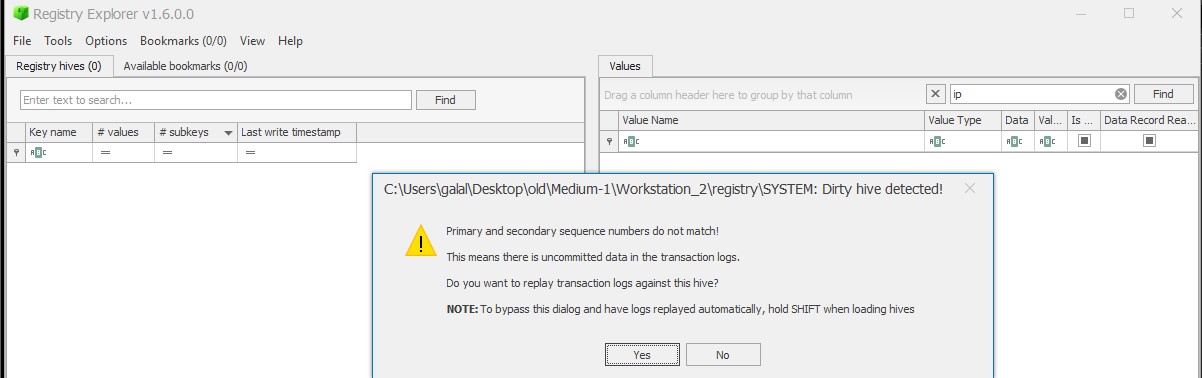 Registry Explorer v1.6.0.0
File Tools Options Bookmarks (0/0) View Help
Registry hives (0) Available bookmarks (0/0)
Values
Enter text to search... Find
Drag a column header here to group by that column
ip Find
Key name # values # subkeys Last write timestamp
Value Name Value Type Data Val... Is ... Data Record Rea...
ABC = = =
ABC ABC ABC ABC
C:\Users\galal\Desktop\old\Medium-1\Workstation_2\registry\SYSTEM: Dirty hive detected!
Primary and secondary sequence numbers do not match!
This means there is uncommitted data in the transaction logs.
Do you want to replay transaction logs against this hive?
NOTE: To bypass this dialog and have logs replayed automatically, hold SHIFT when loading hives
Yes No